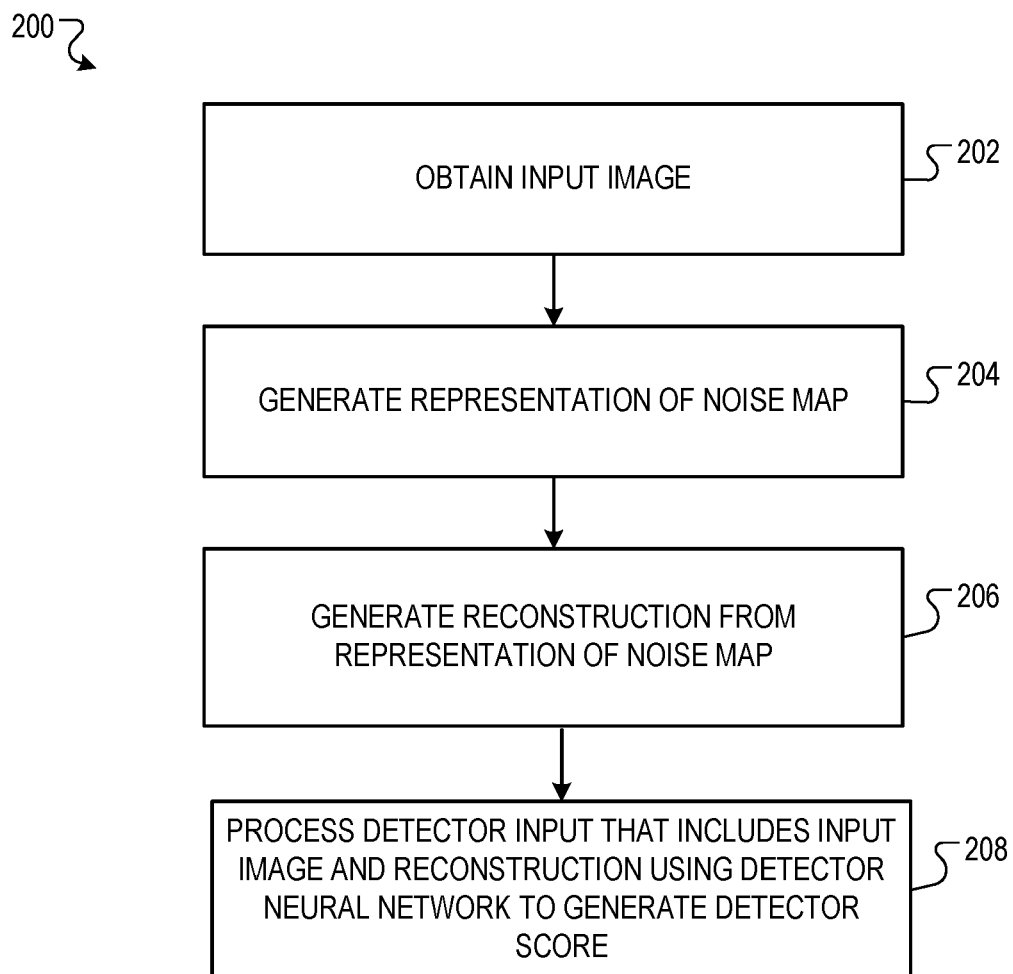 200
OBTAIN INPUT IMAGE
202
GENERATE REPRESENTATION OF NOISE MAP
204
GENERATE RECONSTRUCTION FROM
REPRESENTATION OF NOISE MAP
206
PROCESS DETECTOR INPUT THAT INCLUDES INPUT
IMAGE AND RECONSTRUCTION USING DETECTOR
NEURAL NETWORK TO GENERATE DETECTOR
SCORE
208